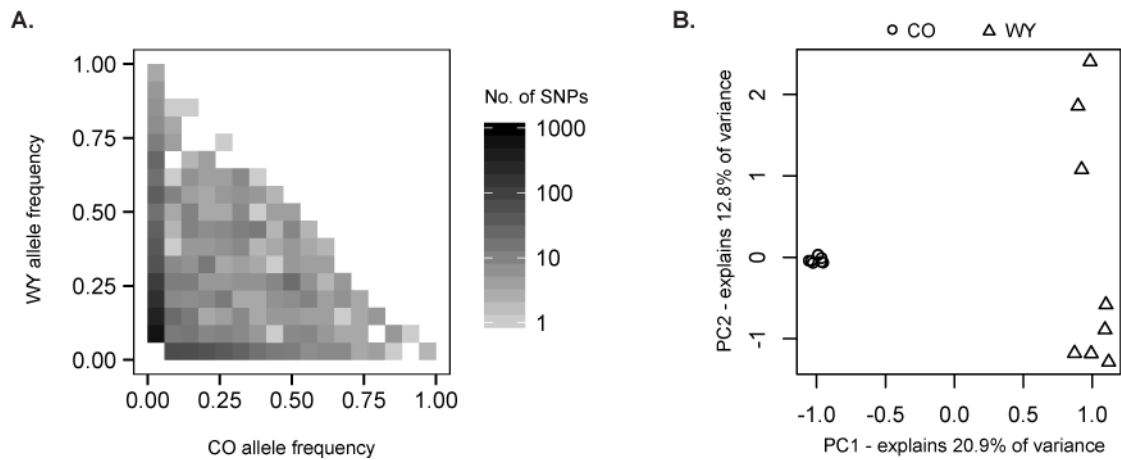 A.
WY allele frequency
1.00
0.75
0.50
0.25
0.00
0.00 0.25 0.50 0.75 1.00
CO allele frequency
No. of SNPs
1000
100
10
1
B.
CO WY
PC2 - explains 12.8% of variance
2
1
0
-1
-1.0 -0.5 0.0 0.5 1.0
PC1 - explains 20.9% of variance